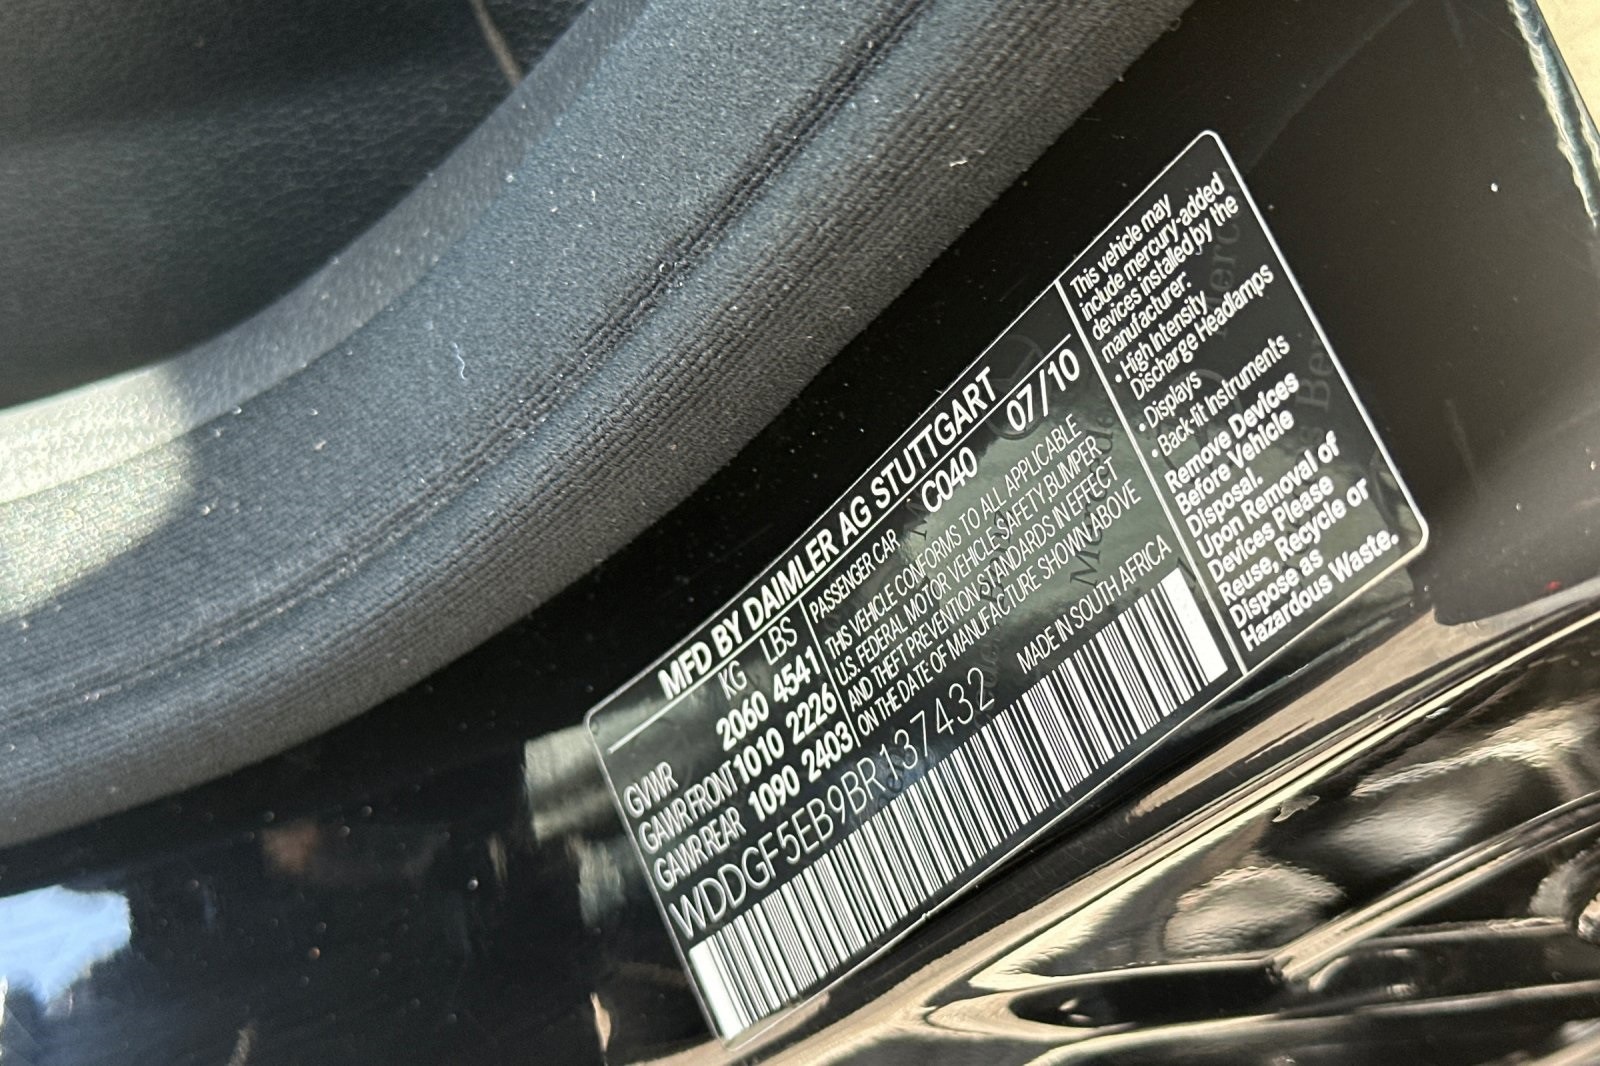 MFD BY DAIMLER AG STUTTGART
KG LBS
GVWR 2060 4541
GAWR FRONT 1010 2226
GAWR REAR 1090 2403
PASSENGER CAR C040 07/10
THIS VEHICLE CONFORMS TO ALL APPLICABLE
U.S. FEDERAL MOTOR VEHICLE SAFETY, BUMPER
AND THEFT PREVENTION STANDARDS IN EFFECT
ON THE DATE OF MANUFACTURE SHOWN ABOVE
WDDGF5EB9BR137432 MADE IN SOUTH AFRICA
This vehicle may
include mercury-added
devices installed by the
manufacturer:
• High Intensity
Discharge Headlamps
• Displays
• Back-lit Instruments
Remove Devices
Before Vehicle
Disposal.
Upon Removal of
Devices Please
Reuse, Recycle or
Dispose as
Hazardous Waste.